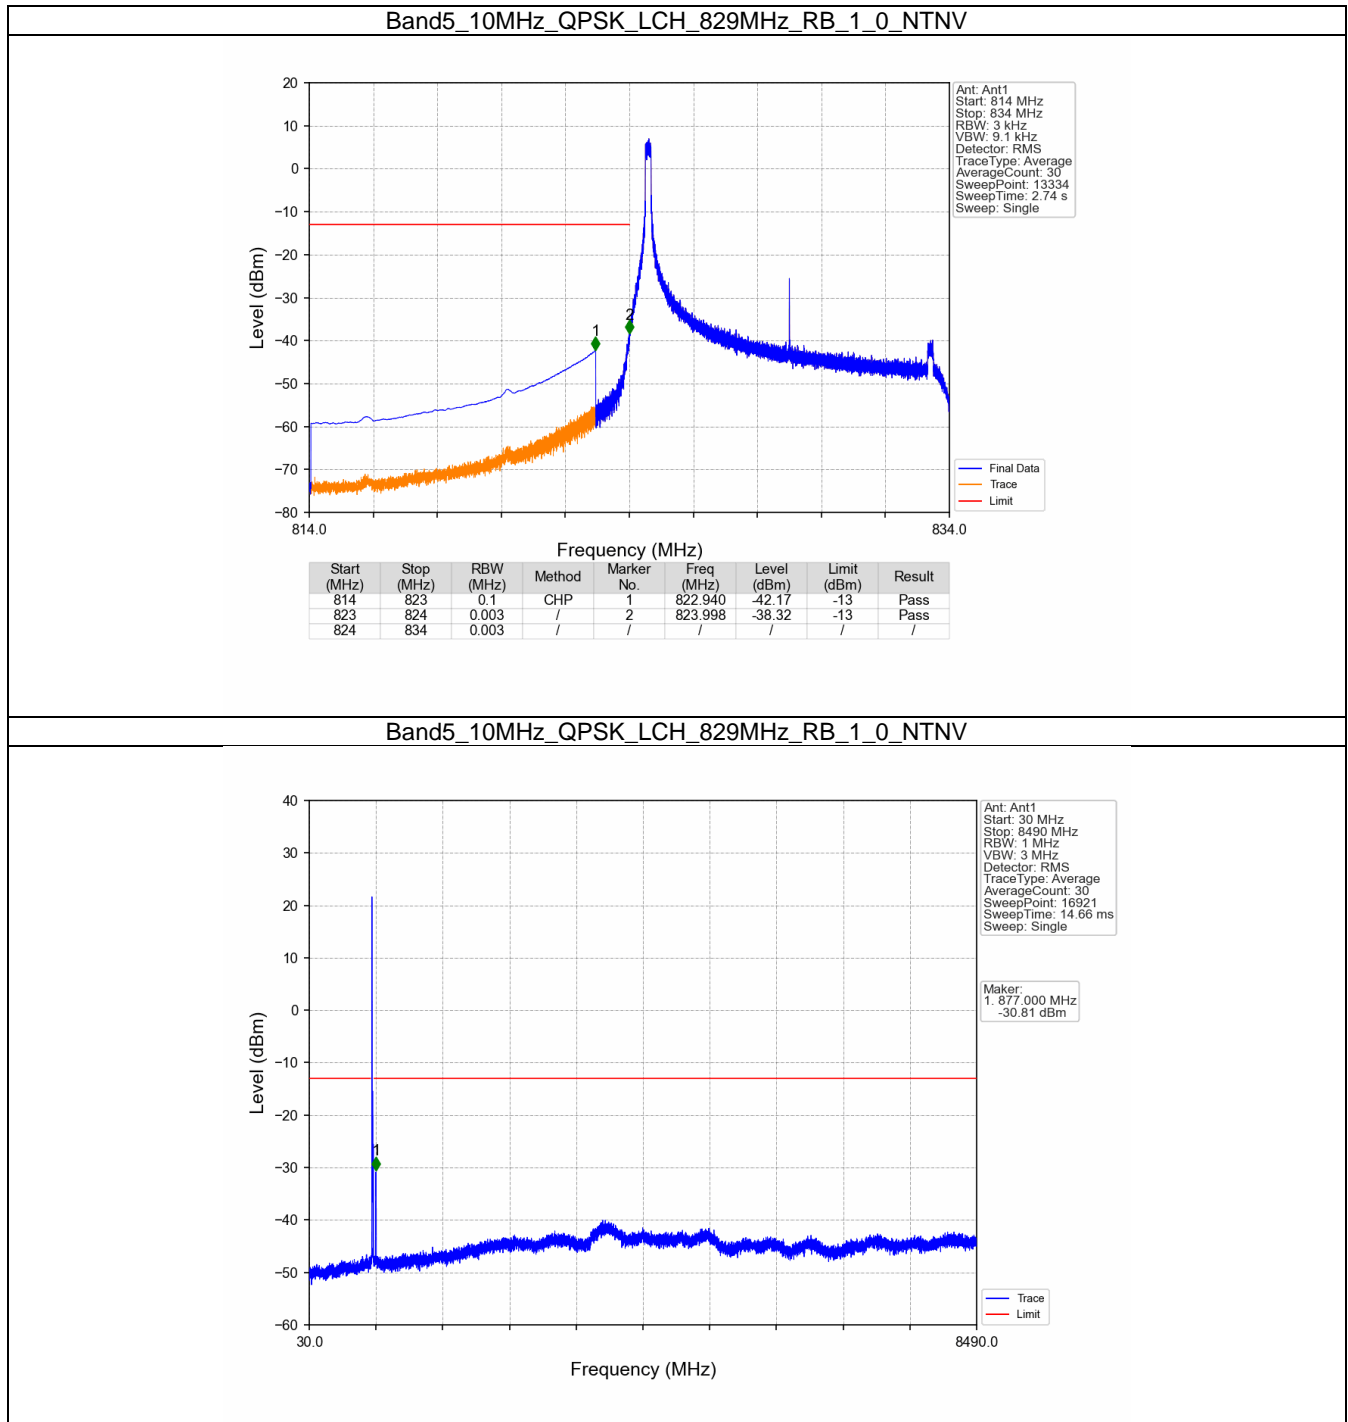 Band5_10MHz_QPSK_LCH_829MHz_RB_1_0_NTNV
20
10
0
−10
−20
−30
−40
−50
−60
−70
−80
Level (dBm)
1
2
814.0
834.0
Frequency (MHz)
Ant: Ant1
Start: 814 MHz
Stop: 834 MHz
RBW: 3 kHz
VBW: 9.1 kHz
Detector: RMS
TraceType: Average
AverageCount: 30
SweepPoint: 13334
SweepTime: 2.74 s
Sweep: Single
Final Data
Trace
Limit
Start (MHz) Stop (MHz) RBW (MHz) Method Marker No. Freq (MHz) Level (dBm) Limit (dBm) Result
814 823 0.1 CHP 1 822.940 -42.17 -13 Pass
823 824 0.003 / 2 823.998 -38.32 -13 Pass
824 834 0.003 / / / / / /
Band5_10MHz_QPSK_LCH_829MHz_RB_1_0_NTNV
40
30
20
10
0
−10
−20
−30
−40
−50
−60
Level (dBm)
1
30.0
8490.0
Frequency (MHz)
Ant: Ant1
Start: 30 MHz
Stop: 8490 MHz
RBW: 1 MHz
VBW: 3 MHz
Detector: RMS
TraceType: Average
AverageCount: 30
SweepPoint: 16921
SweepTime: 14.66 ms
Sweep: Single
Maker:
1. 877.000 MHz
-30.81 dBm
Trace
Limit